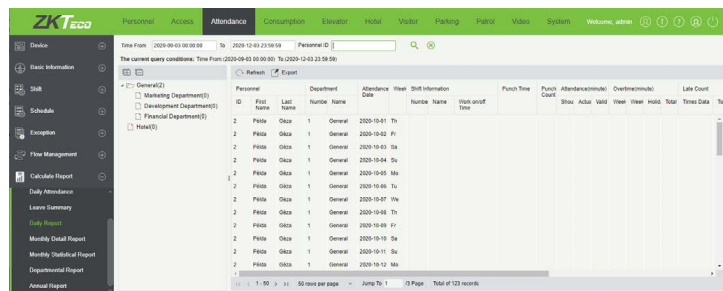 ZKTECO
Personnel Access Attendance Consumption Elevator Hotel Visitor Parking Patrol Video System Welcome, admin
Device
Basic Information
Shift
Schedule
Exception
Flow Management
Calculate Report
Daily Attendance
Leave Summary
Daily Report
Monthly Detail Report
Monthly Statistical Report
Departmental Report
Annual Report
Time From 2020-09-03 00:00:00 To 2020-12-03 23:59:59 Personnel ID
The current query conditions: Time From:(2020-09-03 00:00:00) To:(2020-12-03 23:59:59)
General(2)
Marketing Department(0)
Development Department(0)
Financial Department(0)
Hotel(0)
Refresh Export
Personnel Department Attendance Date Week Shift Information Punch Time Punch Count Attendance(minute) Overtime(minute) Late Count
ID First Name Last Name Numbe Name Numbe Name Work on/off Time Shou Actua Valid Week Week Holid Total Times Data To
2 Példa Géza 1 General 2020-10-01 Th
2 Példa Géza 1 General 2020-10-02 Fr
2 Példa Géza 1 General 2020-10-03 Sa
2 Példa Géza 1 General 2020-10-04 Su
2 Példa Géza 1 General 2020-10-05 Mo
2 Példa Géza 1 General 2020-10-06 Tu
2 Példa Géza 1 General 2020-10-07 We
2 Példa Géza 1 General 2020-10-08 Th
2 Példa Géza 1 General 2020-10-09 Fr
2 Példa Géza 1 General 2020-10-10 Sa
2 Példa Géza 1 General 2020-10-11 Su
2 Példa Géza 1 General 2020-10-12 Mo
1 - 50 50 rows per page Jump To 1 /3 Page Total of 123 records